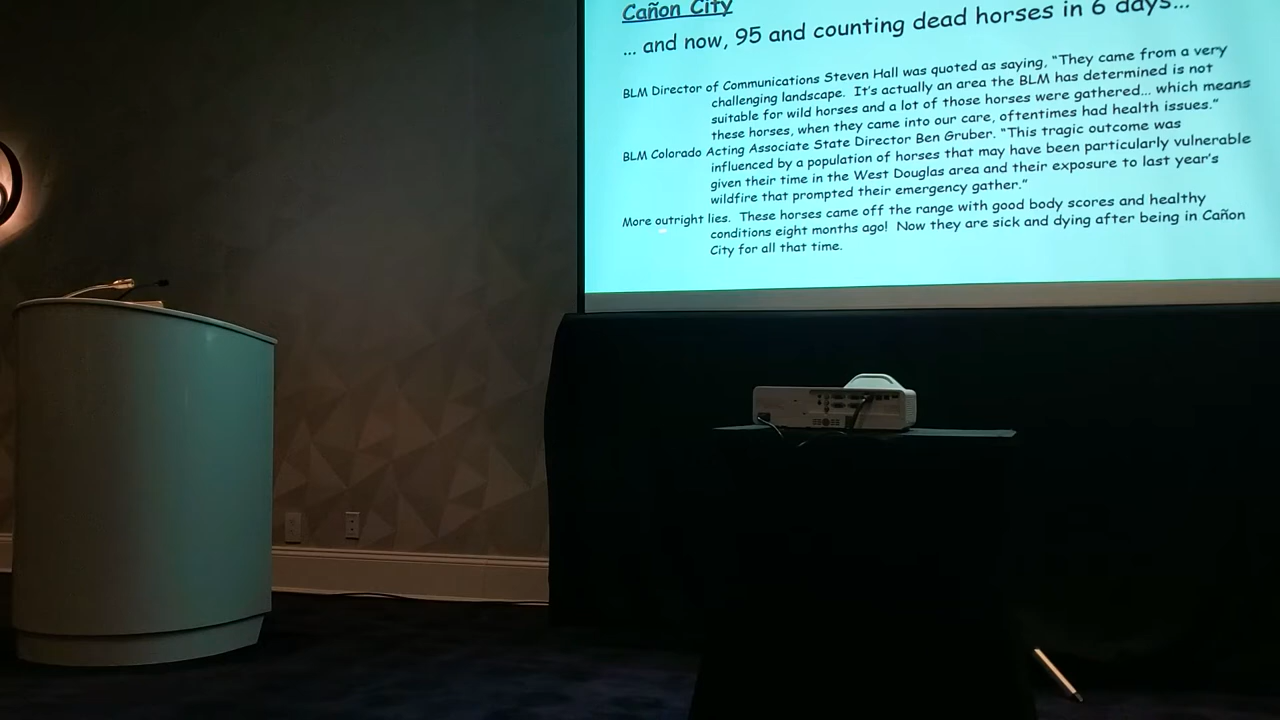 Cañon City
... and now, 95 and counting dead horses in 6 days...
BLM Director of Communications Steven Hall was quoted as saying, “They came from a very
challenging landscape. It’s actually an area the BLM has determined is not
suitable for wild horses and a lot of those horses were gathered... which means
these horses, when they came into our care, oftentimes had health issues.”
BLM Colorado Acting Associate State Director Ben Gruber. “This tragic outcome was
influenced by a population of horses that may have been particularly vulnerable
given their time in the West Douglas area and their exposure to last year’s
wildfire that prompted their emergency gather.”
More outright lies. These horses came off the range with good body scores and healthy
conditions eight months ago! Now they are sick and dying after being in Cañon
City for all that time.